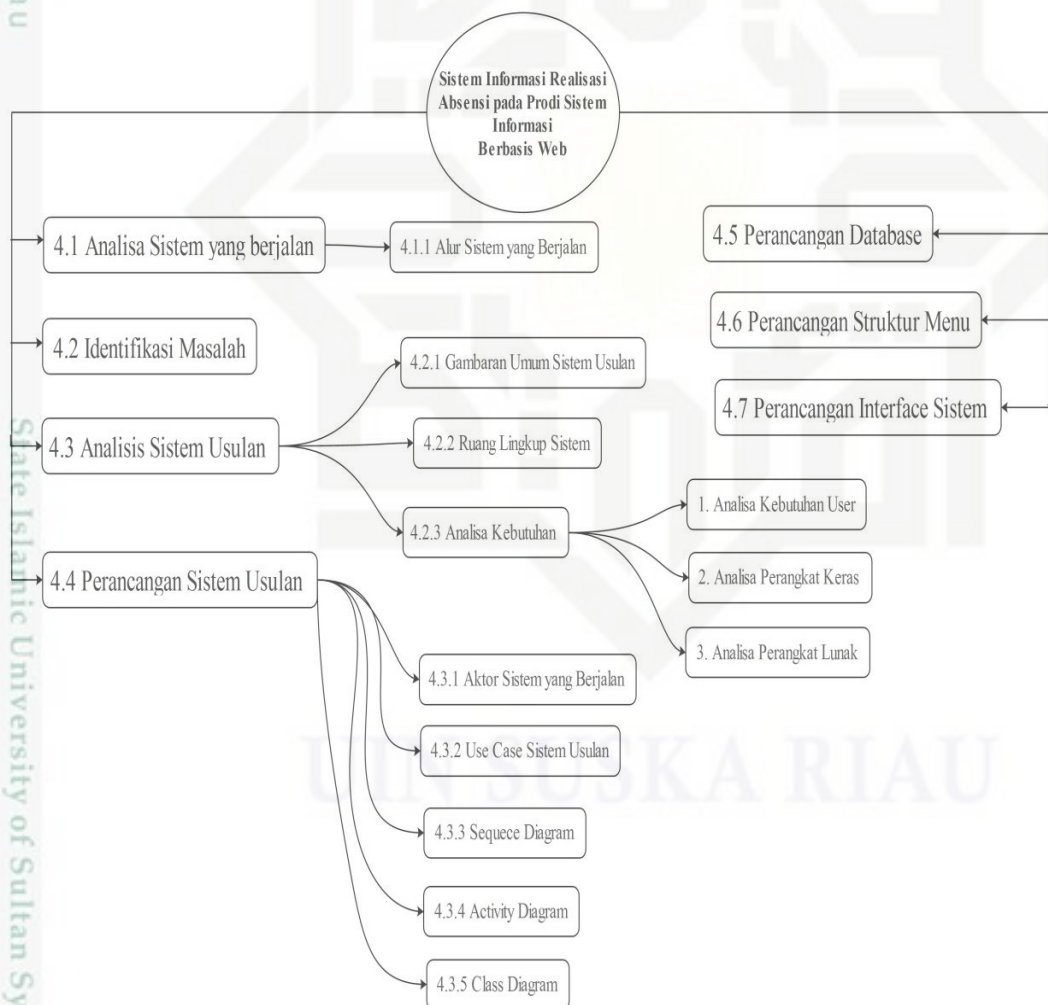 Sistem Informasi Realisasi
Absensi pada Prodi Sistem
Informasi
Berbasis Web
4.1 Analisa Sistem yang berjalan
4.1.1 Alur Sistem yang Berjalan
4.2 Identifikasi Masalah
4.3 Analisis Sistem Usulan
4.2.1 Gambaran Umum Sistem Usulan
4.2.2 Ruang Lingkup Sistem
4.2.3 Analisa Kebutuhan
1. Analisa Kebutuhan User
2. Analisa Perangkat Keras
3. Analisa Perangkat Lunak
4.4 Perancangan Sistem Usulan
4.3.1 Aktor Sistem yang Berjalan
4.3.2 Use Case Sistem Usulan
4.3.3 Sequece Diagram
4.3.4 Activity Diagram
4.3.5 Class Diagram
4.5 Perancangan Database
4.6 Perancangan Struktur Menu
4.7 Perancangan Interface Sistem
UIN SUSKA RIAU
State Islamic University of Sultan Sy